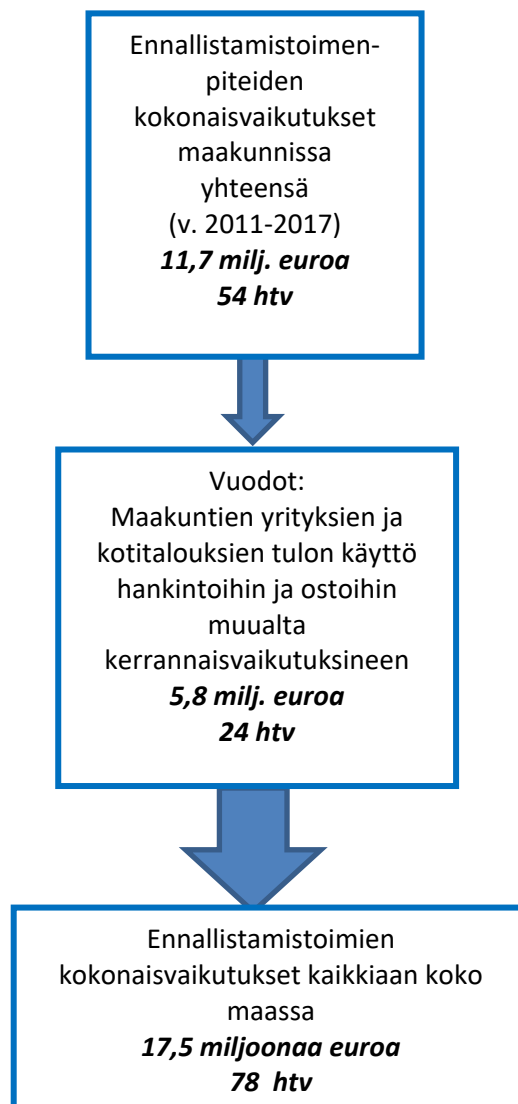 Ennallistamistoimen-
piteiden
kokonaisvaikutukset
maakunnissa
yhteensä
(v. 2011-2017)
11,7 milj. euroa
54 htv
Vuodot:
Maakuntien yrityksien ja
kotitalouksien tulon käyttö
hankintoihin ja ostoihin
muualta
kerrannaisvaikutuksineen
5,8 milj. euroa
24 htv
Ennallistamistoimien
kokonaisvaikutukset kaikkiaan koko
maassa
17,5 miljoonaa euroa
78 htv